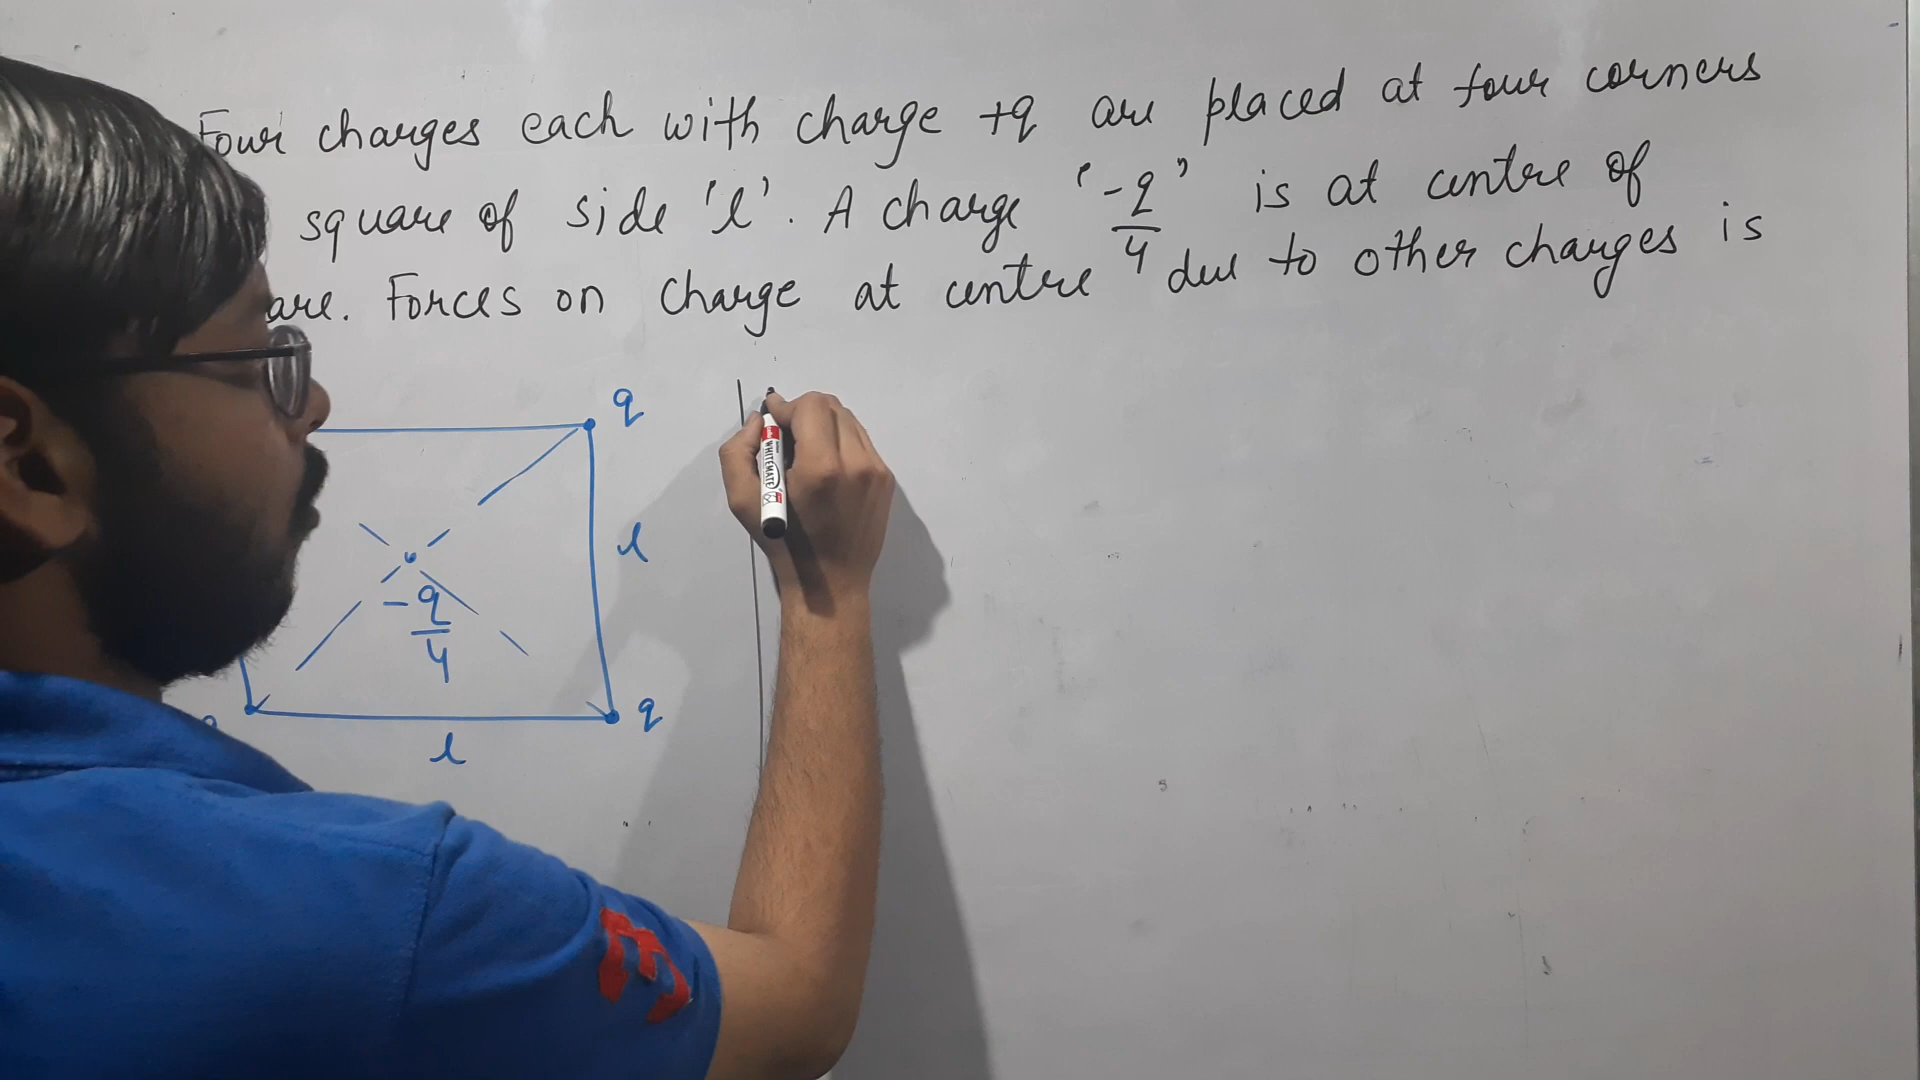 Four charges each with charge +q are placed at four corners
square of side 'l'. A charge '-q/4' is at centre of
are. Forces on charge at centre due to other charges is
q
l
-q/4
q
l
WHITEMATE